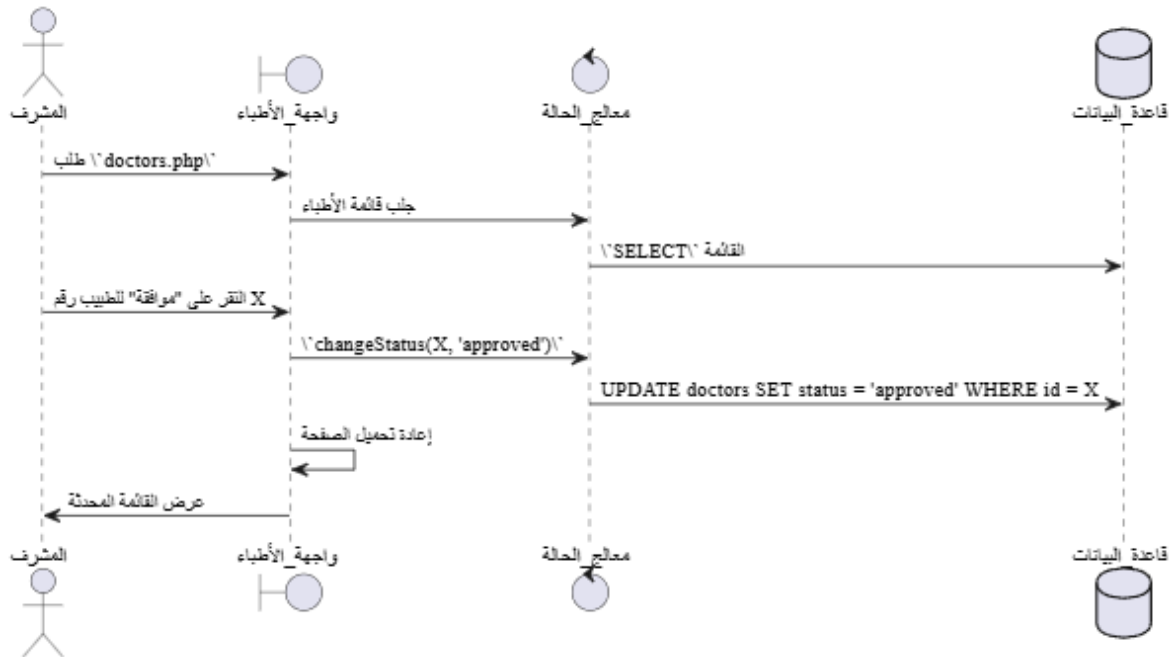 المشرف
واجهة_الأطباء
معالج_الحالة
قاعدة_البيانات
طلب \`doctors.php\`
جلب قائمة الأطباء
\`SELECT\` القائمة
النقر على "موافقة" للطبيب رقم X
\`changeStatus(X, 'approved')\`
UPDATE doctors SET status = 'approved' WHERE id = X
إعادة تحميل الصفحة
عرض القائمة المحدثة
المشرف
واجهة_الأطباء
معالج_الحالة
قاعدة_البيانات